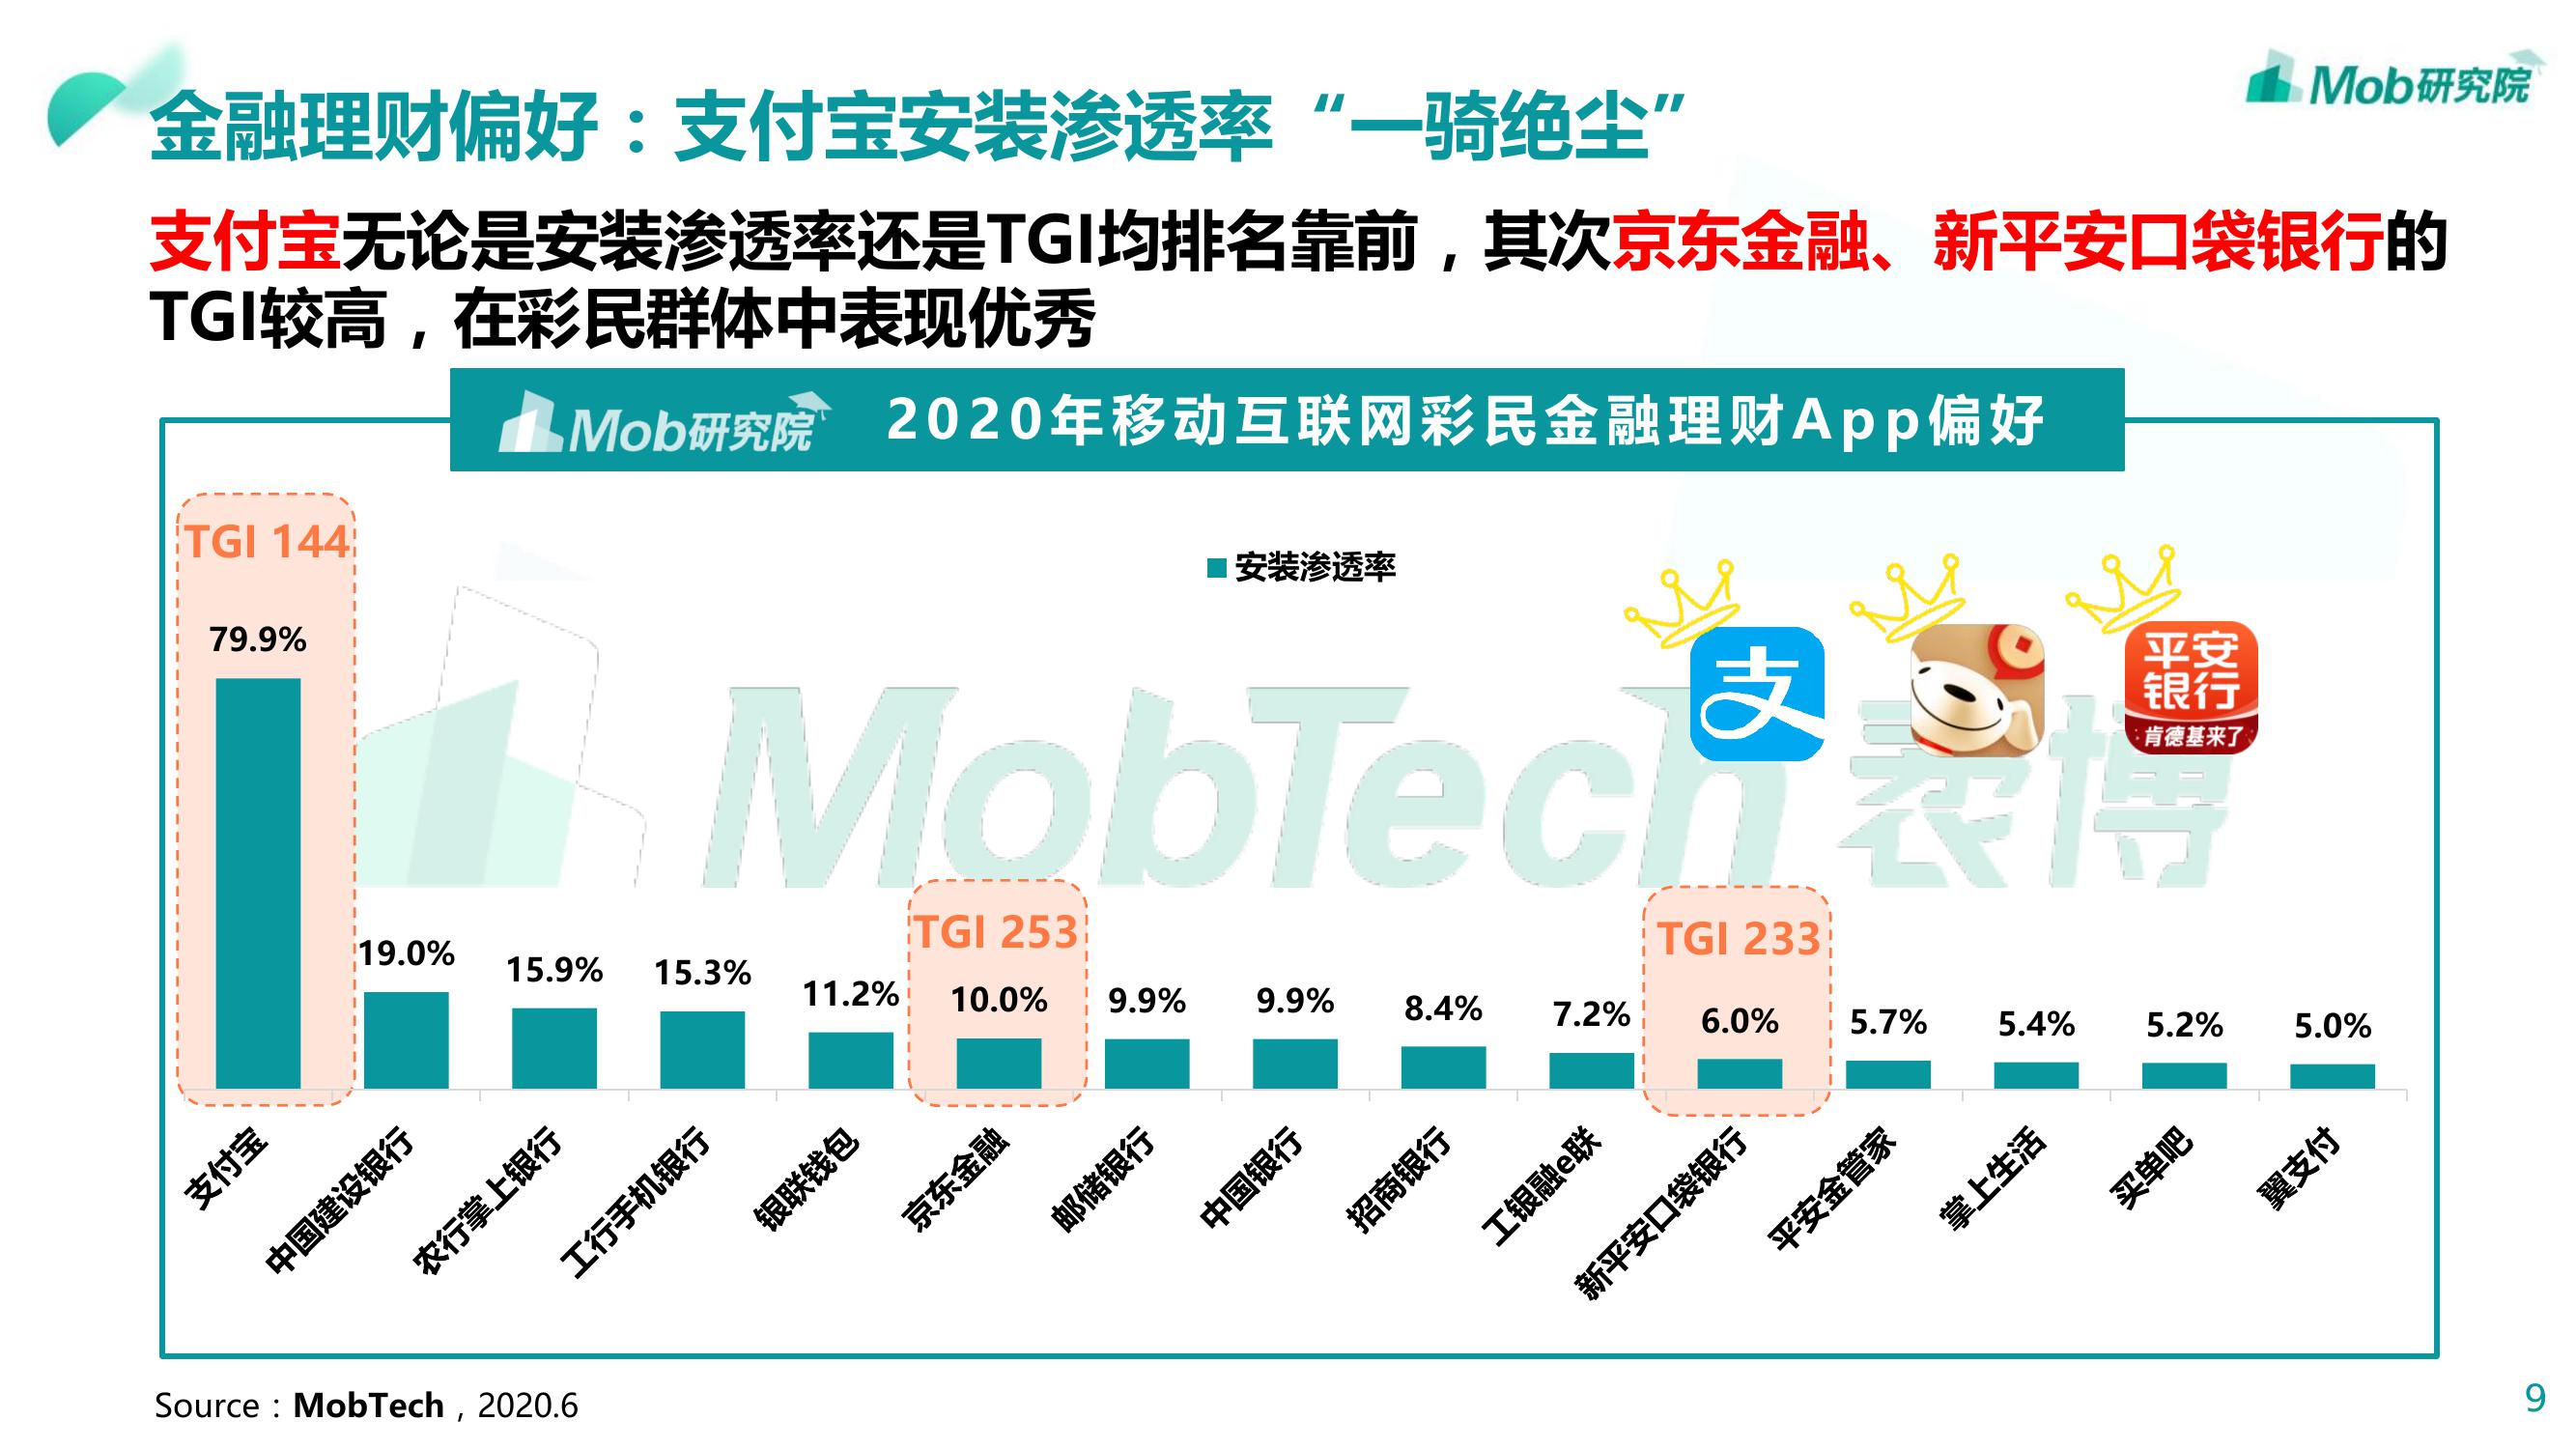 金融理财偏好：支付宝安装渗透率“一骑绝尘”
Mob研究院
支付宝无论是安装渗透率还是TGI均排名靠前，其次京东金融、新平安口袋银行的
TGI较高，在彩民群体中表现优秀
Mob研究院 2020年移动互联网彩民金融理财App偏好
TGI 144
安装渗透率
79.9%
支
平安
银行
肯德基来了
MobTech 袤博
TGI 253
TGI 233
19.0%
15.9%
15.3%
11.2%
10.0%
9.9%
9.9%
8.4%
7.2%
6.0%
5.7%
5.4%
5.2%
5.0%
支付宝
中国建设银行
农行掌上银行
工行手机银行
银联钱包
京东金融
邮储银行
中国银行
招商银行
工银融e联
新平安口袋银行
平安金管家
掌上生活
买单吧
翼支付
Source：MobTech，2020.6
9